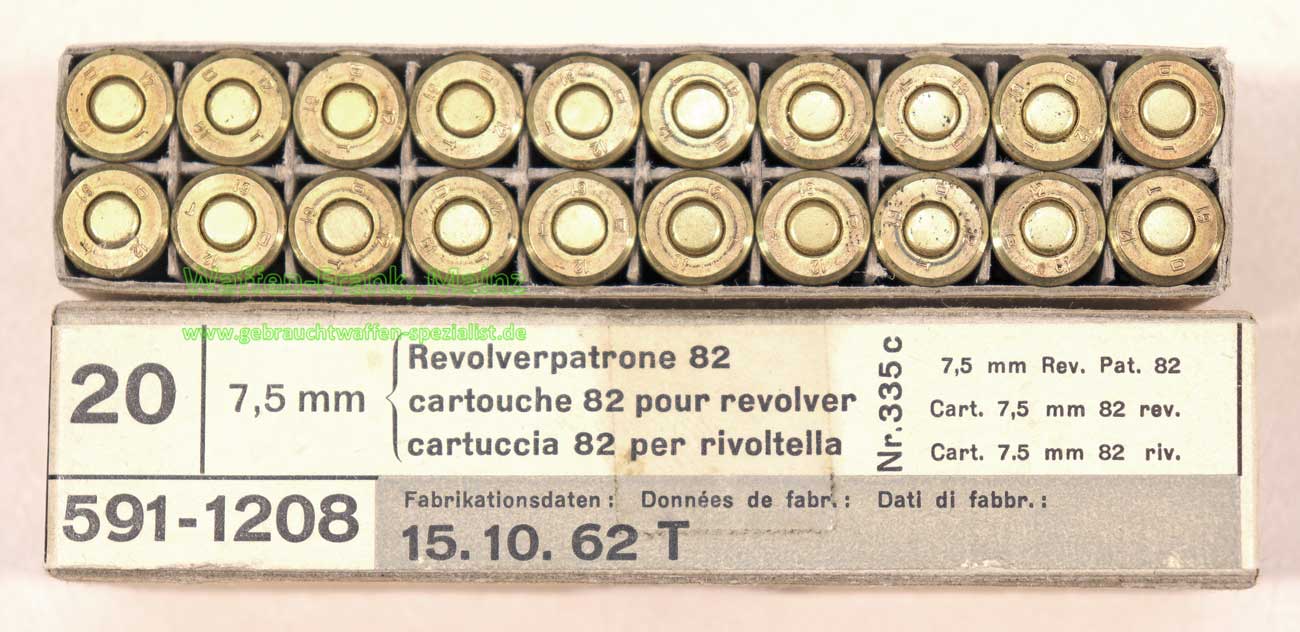 Waffen-Frank, Mainz
www.gebrauchtwaffen-spezialist.de
20
7,5 mm
Revolverpatrone 82
cartouche 82 pour revolver
cartuccia 82 per rivoltella
Nr.335c
7,5 mm Rev. Pat. 82
Cart. 7,5 mm 82 rev.
Cart. 7.5 mm 82 riv.
591-1208
Fabrikationsdaten: Données de fabr.: Dati di fabbr.:
15.10.62 T